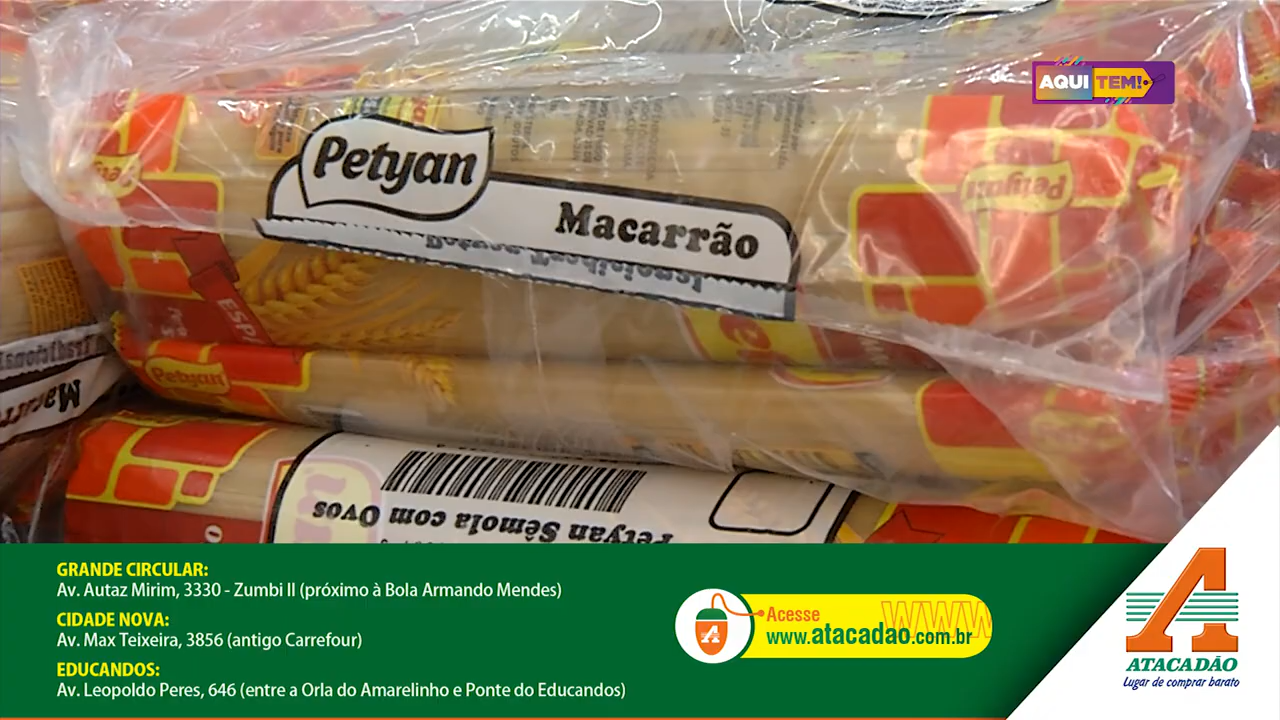 AQUI TEM!
Petyan
Macarrão
Petyan
Petyan
Petyan Sêmola com Ovos
GRANDE CIRCULAR:
Av. Autaz Mirim, 3330 - Zumbi II (próximo à Bola Armando Mendes)
CIDADE NOVA:
Av. Max Teixeira, 3856 (antigo Carrefour)
EDUCANDOS:
Av. Leopoldo Peres, 646 (entre a Orla do Amarelinho e Ponte do Educandos)
Acesse
WWW
www.atacadao.com.br
A
ATACADÃO
Lugar de comprar barato